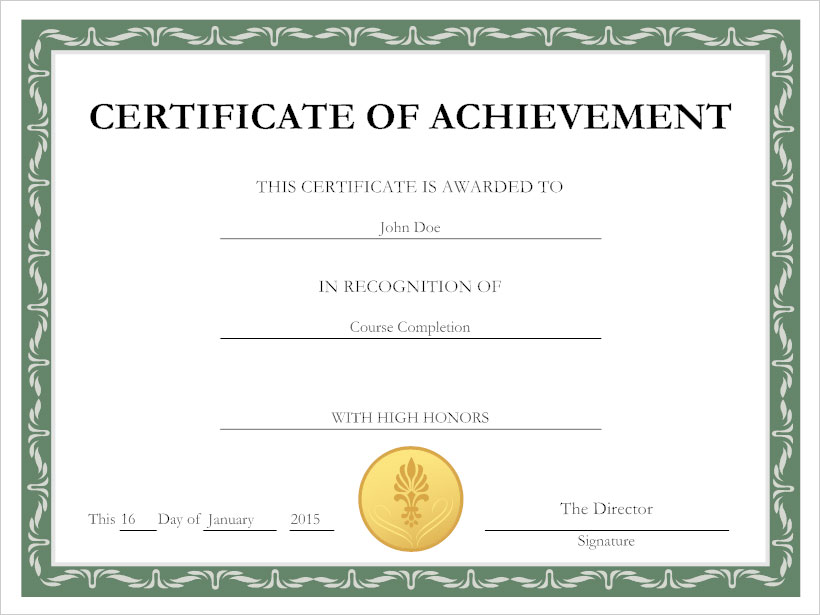 CERTIFICATE OF ACHIEVEMENT
THIS CERTIFICATE IS AWARDED TO
John Doe
IN RECOGNITION OF
Course Completion
WITH HIGH HONORS
This 16 Day of January 2015
The Director
Signature